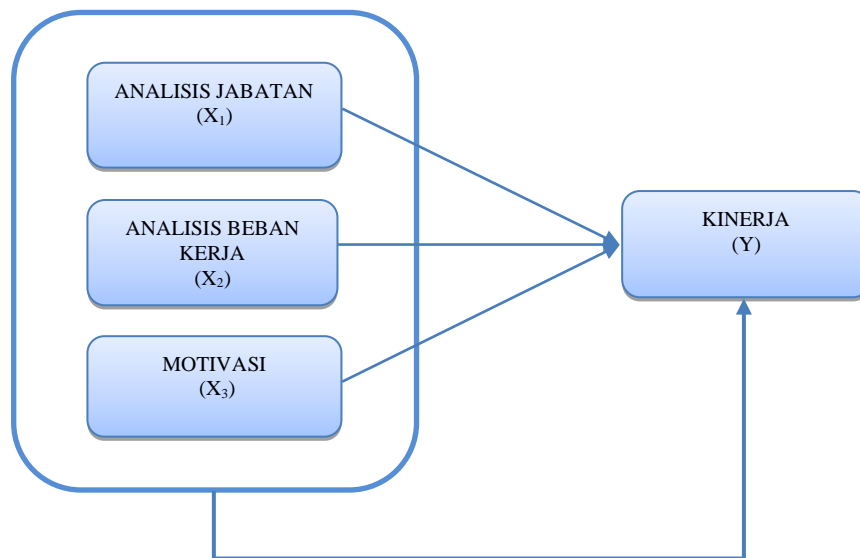 ANALISIS JABATAN
(X₁)
ANALISIS BEBAN
KERJA
(X₂)
MOTIVASI
(X₃)
KINERJA
(Y)